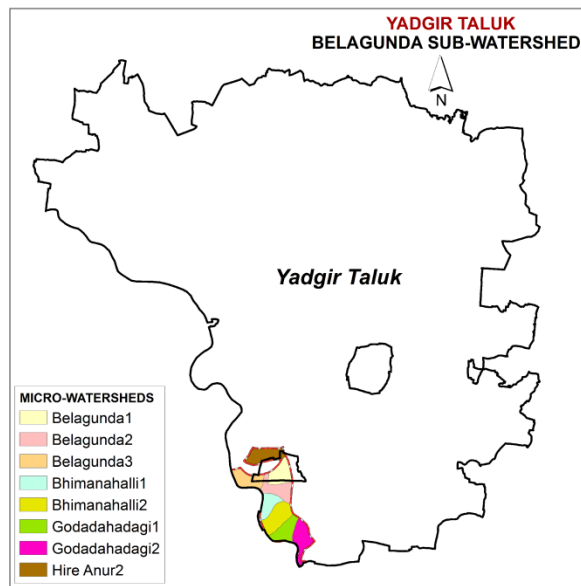 YADGIR TALUK
BELAGUNDA SUB-WATERSHED
N
Yadgir Taluk
MICRO-WATERSHEDS
Belagunda1
Belagunda2
Belagunda3
Bhimanahalli1
Bhimanahalli2
Godadahadagi1
Godadahadagi2
Hire Anur2